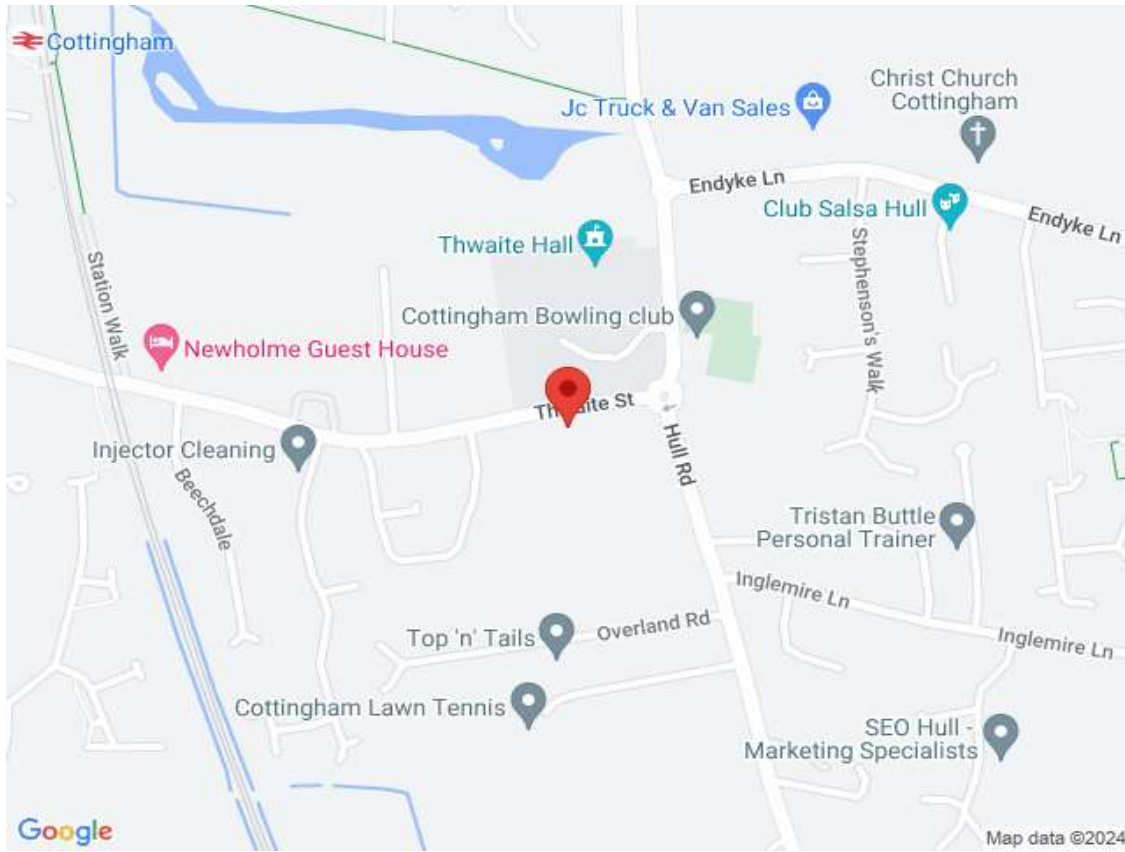 Cottingham
Christ Church
Cottingham
Jc Truck & Van Sales
Endyke Ln
Club Salsa Hull
Endyke Ln
Thwaite Hall
Station Walk
Stephenson's Walk
Cottingham Bowling club
Newholme Guest House
Thwaite St
Hull Rd
Injector Cleaning
Beechdale
Tristan Buttle
Personal Trainer
Inglemire Ln
Overland Rd
Top 'n' Tails
Inglemire Ln
Cottingham Lawn Tennis
SEO Hull -
Marketing Specialists
Google
Map data ©2024